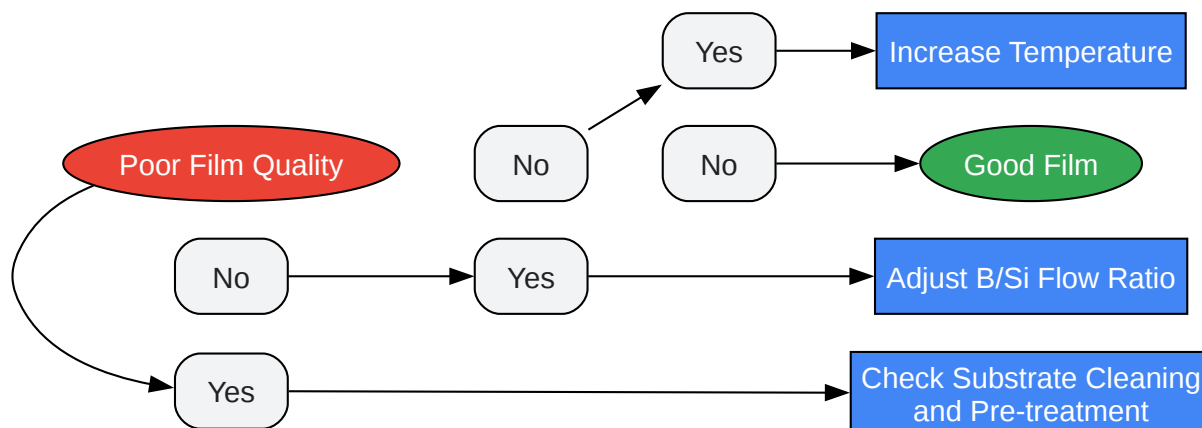 Yes
Increase Temperature
Poor Film Quality
No
No
Good Film
No
Yes
Adjust B/Si Flow Ratio
Yes
Check Substrate Cleaning
and Pre-treatment